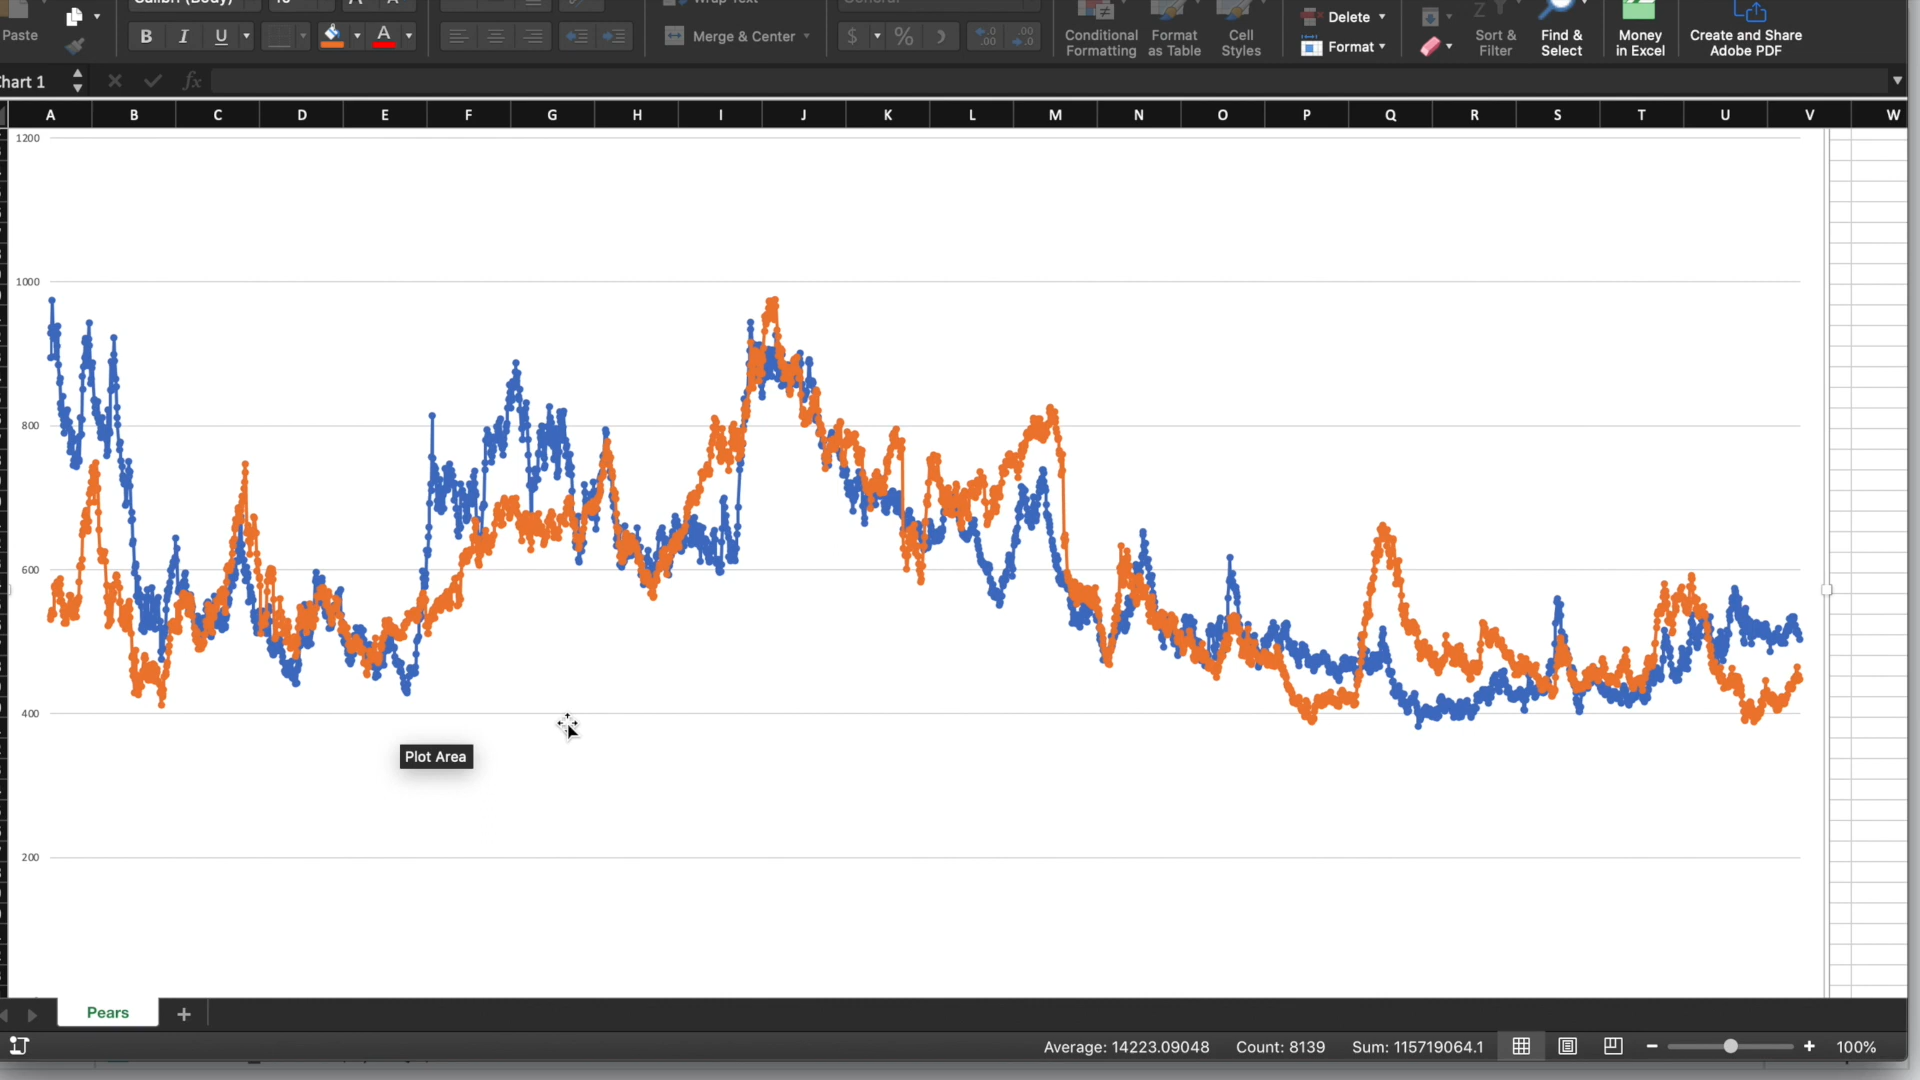 Paste
B I U A
Merge & Center
$ %
Conditional Formatting
Format as Table
Cell Styles
Delete
Format
Sort & Filter
Find & Select
Money in Excel
Create and Share Adobe PDF
hart 1
fx
A B C D E F G H I J K L M N O P Q R S T U V W
1200
1000
800
600
400
200
Plot Area
Pears
Average: 14223.09048 Count: 8139 Sum: 115719064.1
100%